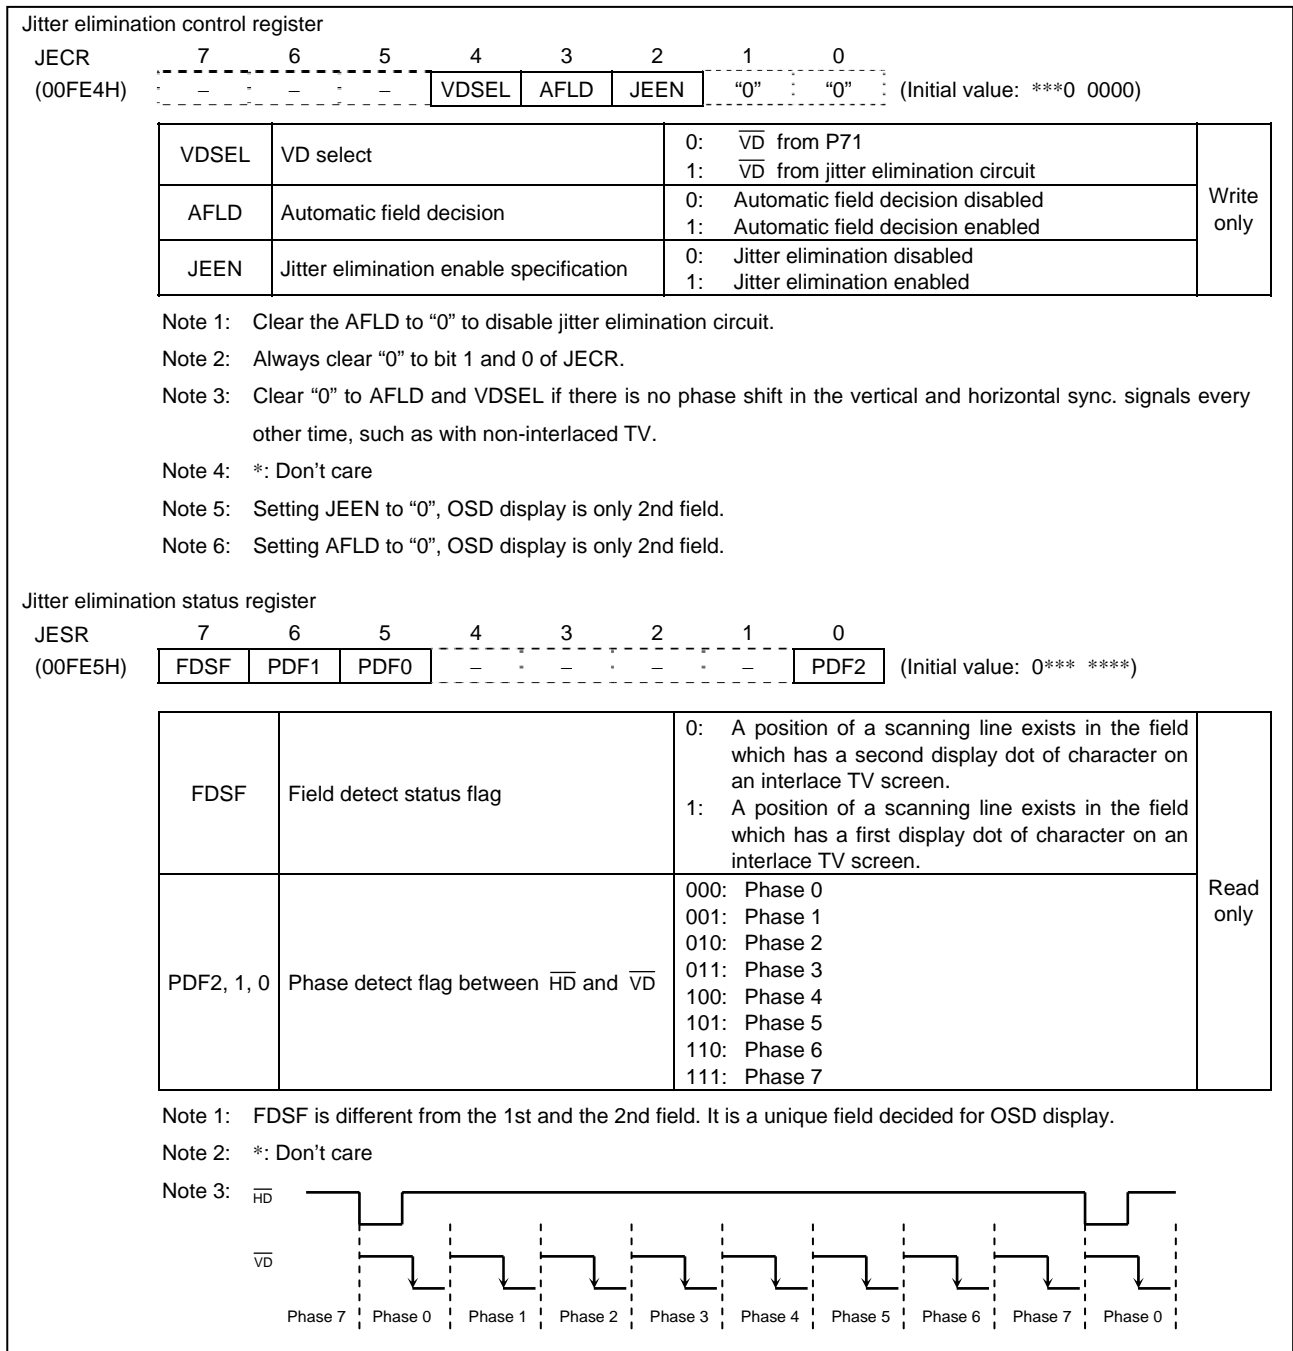 Jitter elimination control register
JECR 7 6 5 4 3 2 1 0
(00FE4H) – – – VDSEL AFLD JEEN “0” “0” (Initial value: ***0 0000)
VDSEL VD select 0: V̅D̅ from P71
1: V̅D̅ from jitter elimination circuit
AFLD Automatic field decision 0: Automatic field decision disabled
1: Automatic field decision enabled
JEEN Jitter elimination enable specification 0: Jitter elimination disabled
1: Jitter elimination enabled
Write
only
Note 1: Clear the AFLD to “0” to disable jitter elimination circuit.
Note 2: Always clear “0” to bit 1 and 0 of JECR.
Note 3: Clear “0” to AFLD and VDSEL if there is no phase shift in the vertical and horizontal sync. signals every
other time, such as with non-interlaced TV.
Note 4: *: Don’t care
Note 5: Setting JEEN to “0”, OSD display is only 2nd field.
Note 6: Setting AFLD to “0”, OSD display is only 2nd field.
Jitter elimination status register
JESR 7 6 5 4 3 2 1 0
(00FE5H) FDSF PDF1 PDF0 – – – – PDF2 (Initial value: 0*** ****)
FDSF Field detect status flag 0: A position of a scanning line exists in the field
which has a second display dot of character on
an interlace TV screen.
1: A position of a scanning line exists in the field
which has a first display dot of character on an
interlace TV screen.
PDF2, 1, 0 Phase detect flag between H̅D̅ and V̅D̅ 000: Phase 0
001: Phase 1
010: Phase 2
011: Phase 3
100: Phase 4
101: Phase 5
110: Phase 6
111: Phase 7
Read
only
Note 1: FDSF is different from the 1st and the 2nd field. It is a unique field decided for OSD display.
Note 2: *: Don’t care
Note 3: H̅D̅
V̅D̅
Phase 7 Phase 0 Phase 1 Phase 2 Phase 3 Phase 4 Phase 5 Phase 6 Phase 7 Phase 0